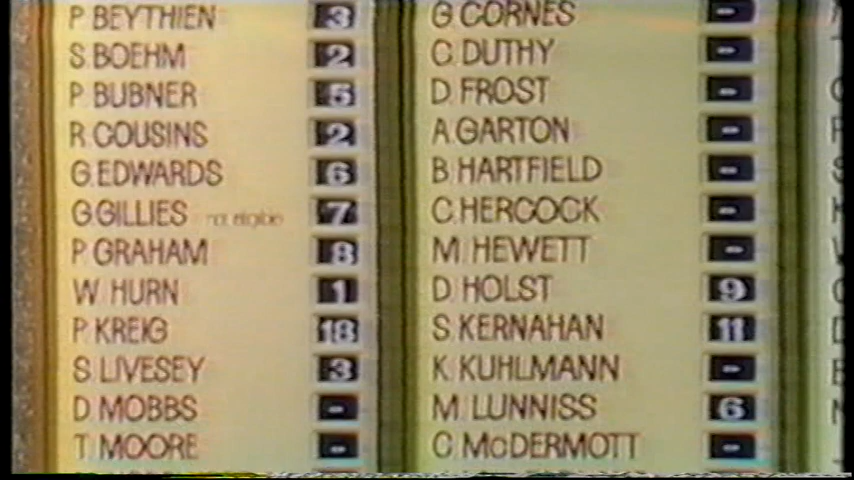 P. BEYTHIEN 3
S. BOEHM 2
P. BUBNER 5
R. COUSINS 2
G. EDWARDS 6
G. GILLIES not eligible 7
P. GRAHAM 8
W. HURN 1
P. KREIG 18
S. LIVESEY 3
D. MOBBS -
T. MOORE -
G. CORNES -
C. DUTHY -
D. FROST -
A. GARTON -
B. HARTFIELD -
C. HERCOCK -
M. HEWETT -
D. HOLST 9
S. KERNAHAN 11
K. KUHLMANN -
M. LUNNISS 6
C. McDERMOTT -